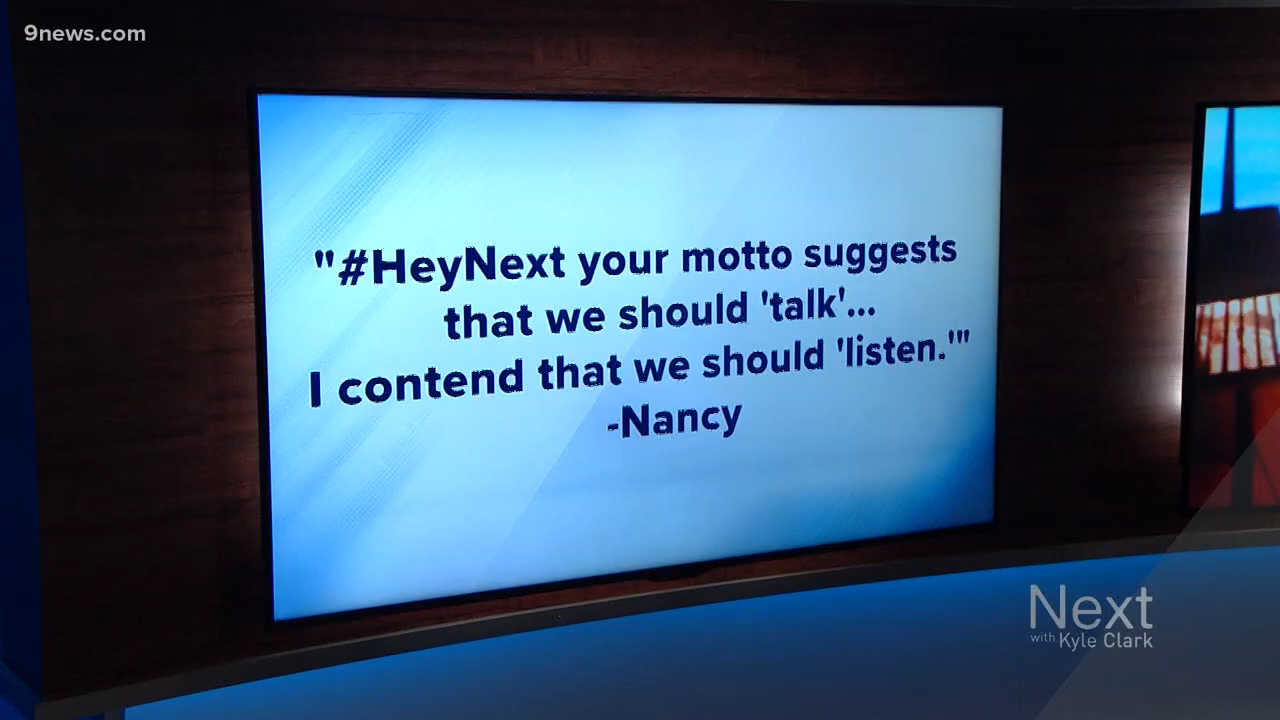 9news.com
"#HeyNext your motto suggests
that we should 'talk'...
I contend that we should 'listen.'"
-Nancy
Next
with Kyle Clark